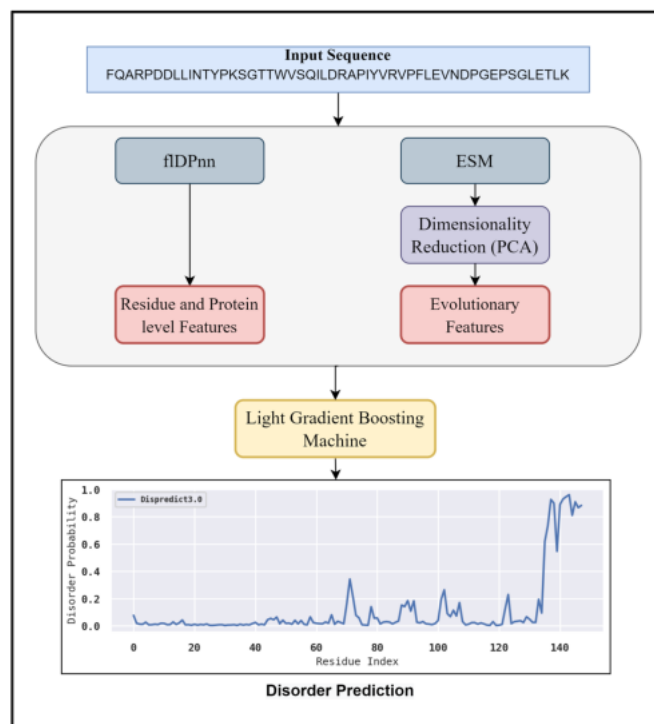 Input Sequence
FQARPDDLLINTYPKSGTTWVSQILDRAPIYVRVPFLEVNDPGEPSGLETLK
flDPnn
ESM
Dimensionality
Reduction (PCA)
Residue and Protein
level Features
Evolutionary
Features
Light Gradient Boosting
Machine
Dispredict3.0
Disorder Probability
1.0
0.8
0.6
0.4
0.2
0.0
0 20 40 60 80 100 120 140
Residue Index
Disorder Prediction